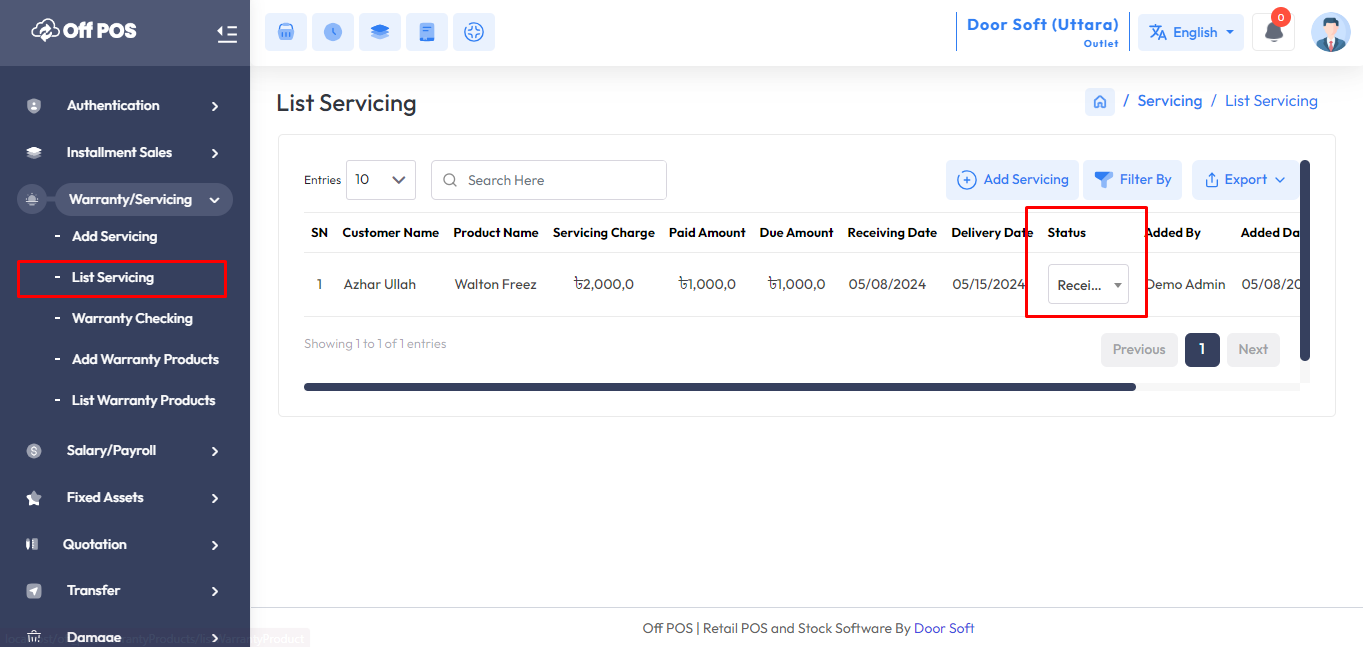 Off POS
Door Soft (Uttara)
Outlet
English
0
Authentication
Installment Sales
Warranty/Servicing
- Add Servicing
- List Servicing
- Warranty Checking
- Add Warranty Products
- List Warranty Products
Salary/Payroll
Fixed Assets
Quotation
Transfer
Damage
List Servicing
/ Servicing / List Servicing
Entries 10 Search Here Add Servicing Filter By Export
SN Customer Name Product Name Servicing Charge Paid Amount Due Amount Receiving Date Delivery Date Status Added By Added Da
1 Azhar Ullah Walton Freez ৳2,000,0 ৳1,000,0 ৳1,000,0 05/08/2024 05/15/2024 Recei... Demo Admin 05/08/20
Showing 1 to 1 of 1 entries
Previous 1 Next
Off POS | Retail POS and Stock Software By Door Soft